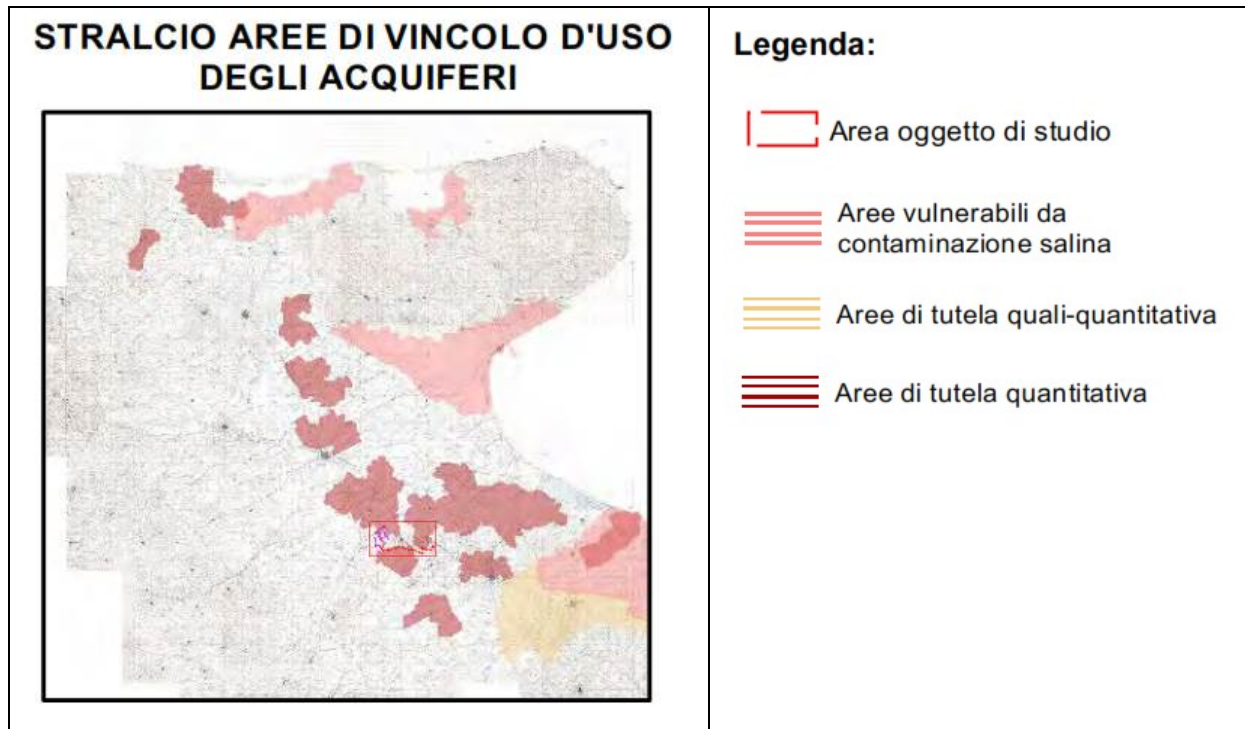 STRALCIO AREE DI VINCOLO D'USO
DEGLI ACQUIFERI
Legenda:
Area oggetto di studio
Aree vulnerabili da
contaminazione salina
Aree di tutela quali-quantitativa
Aree di tutela quantitativa